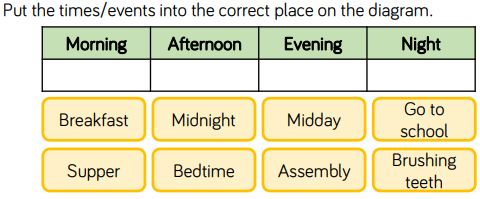 Put the times/events into the correct place on the diagram.
Morning Afternoon Evening Night
Breakfast Midnight Midday Go to school
Supper Bedtime Assembly Brushing teeth